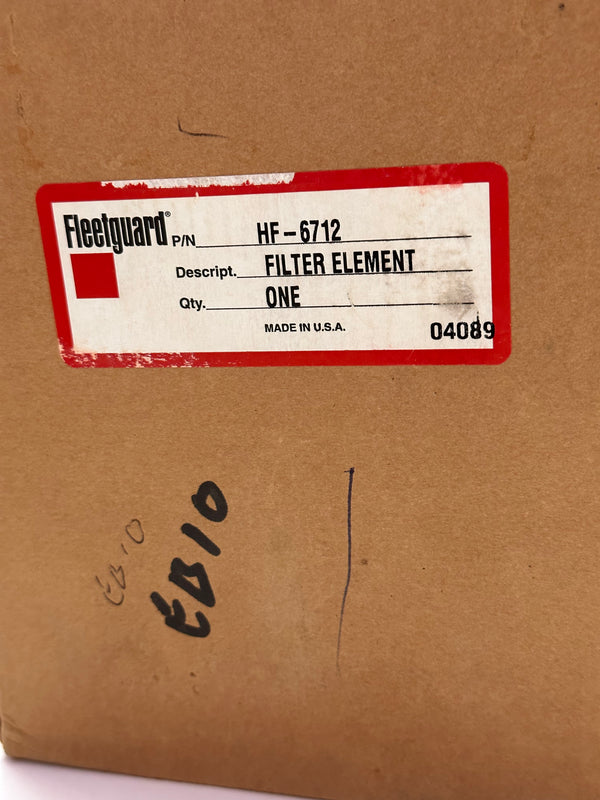 Fleetguard®
P/N HF-6712
Descript. FILTER ELEMENT
Qty. ONE
MADE IN U.S.A.
04089
EB10
EB10